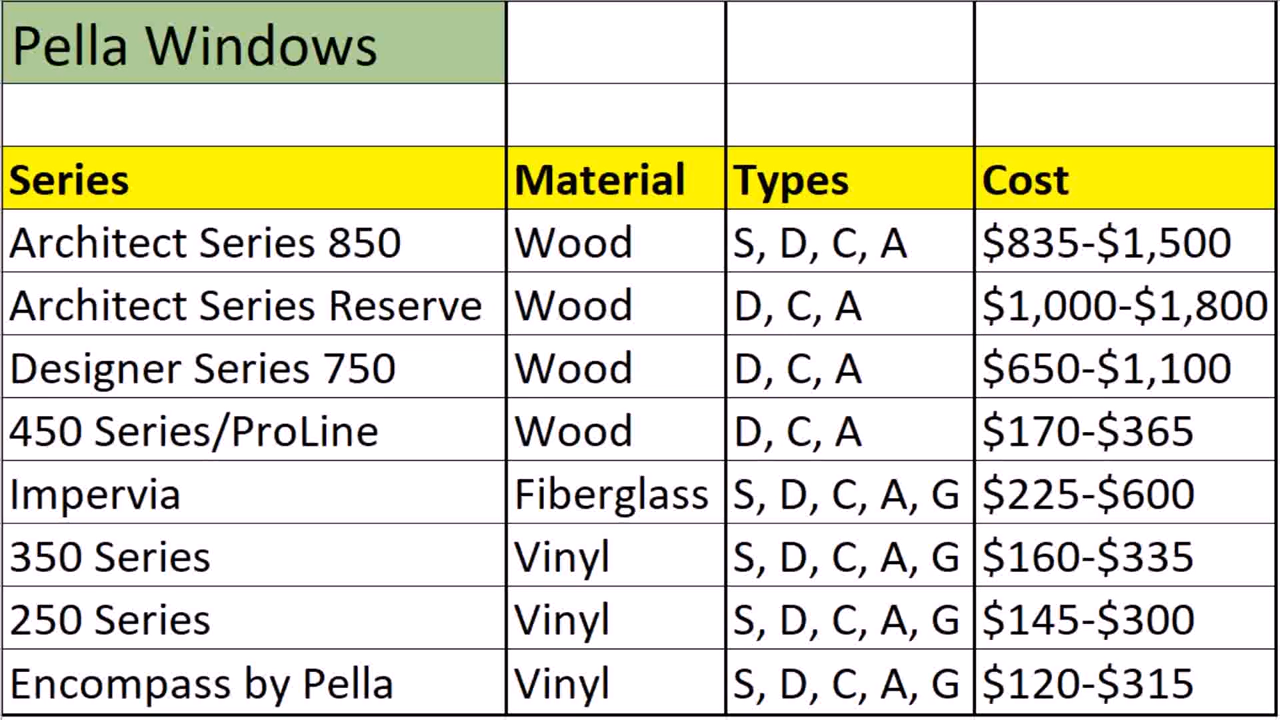 Pella Windows
Series Material Types Cost
Architect Series 850 Wood S, D, C, A $835-$1,500
Architect Series Reserve Wood D, C, A $1,000-$1,800
Designer Series 750 Wood D, C, A $650-$1,100
450 Series/ProLine Wood D, C, A $170-$365
Impervia Fiberglass S, D, C, A, G $225-$600
350 Series Vinyl S, D, C, A, G $160-$335
250 Series Vinyl S, D, C, A, G $145-$300
Encompass by Pella Vinyl S, D, C, A, G $120-$315